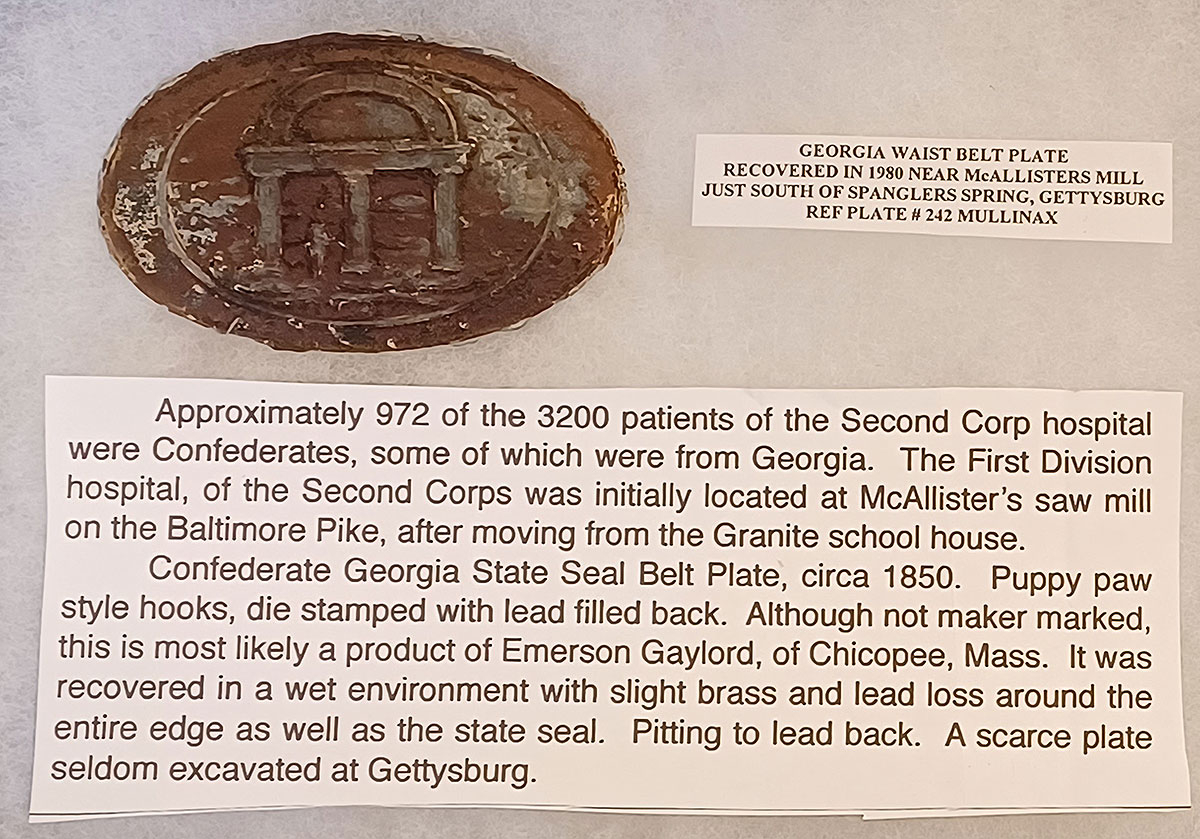 GEORGIA WAIST BELT PLATE
RECOVERED IN 1980 NEAR McALLISTERS MILL
JUST SOUTH OF SPANGLERS SPRING, GETTYSBURG
REF PLATE # 242 MULLINAX
Approximately 972 of the 3200 patients of the Second Corp hospital
were Confederates, some of which were from Georgia. The First Division
hospital, of the Second Corps was initially located at McAllister's saw mill
on the Baltimore Pike, after moving from the Granite school house.
Confederate Georgia State Seal Belt Plate, circa 1850. Puppy paw
style hooks, die stamped with lead filled back. Although not maker marked,
this is most likely a product of Emerson Gaylord, of Chicopee, Mass. It was
recovered in a wet environment with slight brass and lead loss around the
entire edge as well as the state seal. Pitting to lead back. A scarce plate
seldom excavated at Gettysburg.